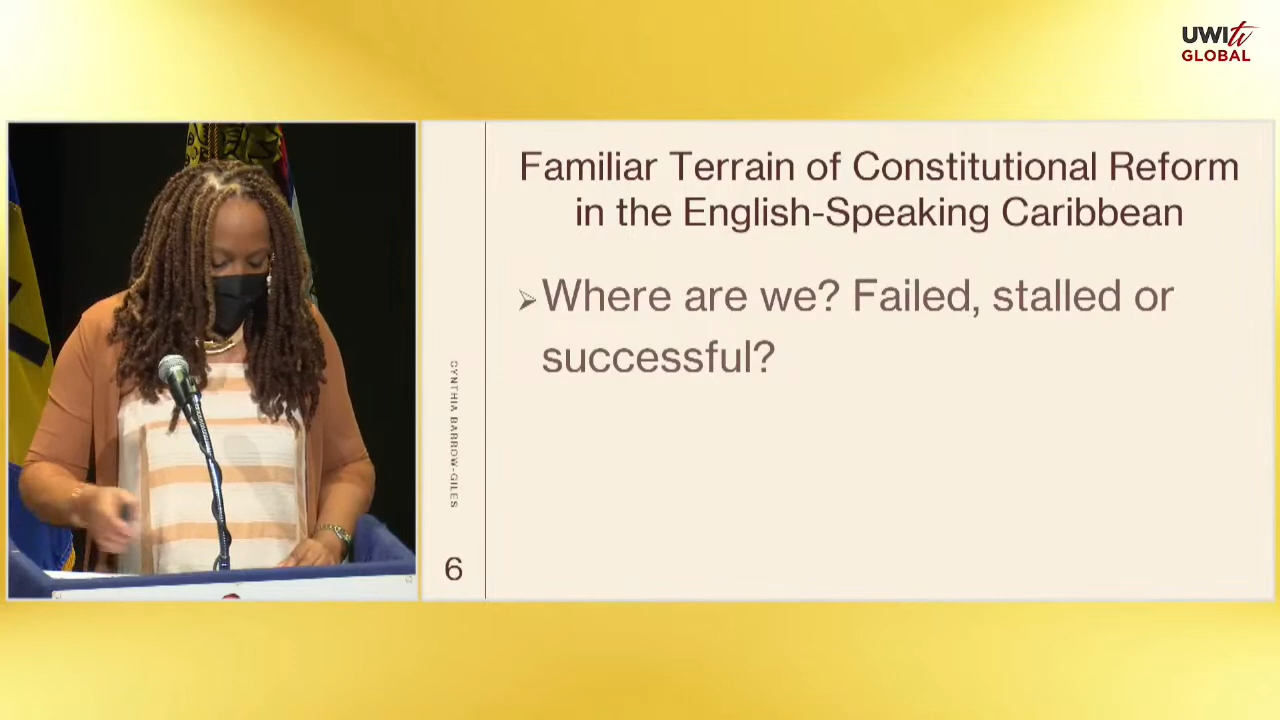 UWItv
GLOBAL
Familiar Terrain of Constitutional Reform
in the English-Speaking Caribbean
Where are we? Failed, stalled or
successful?
CYNTHIA BARROW-GILES
6